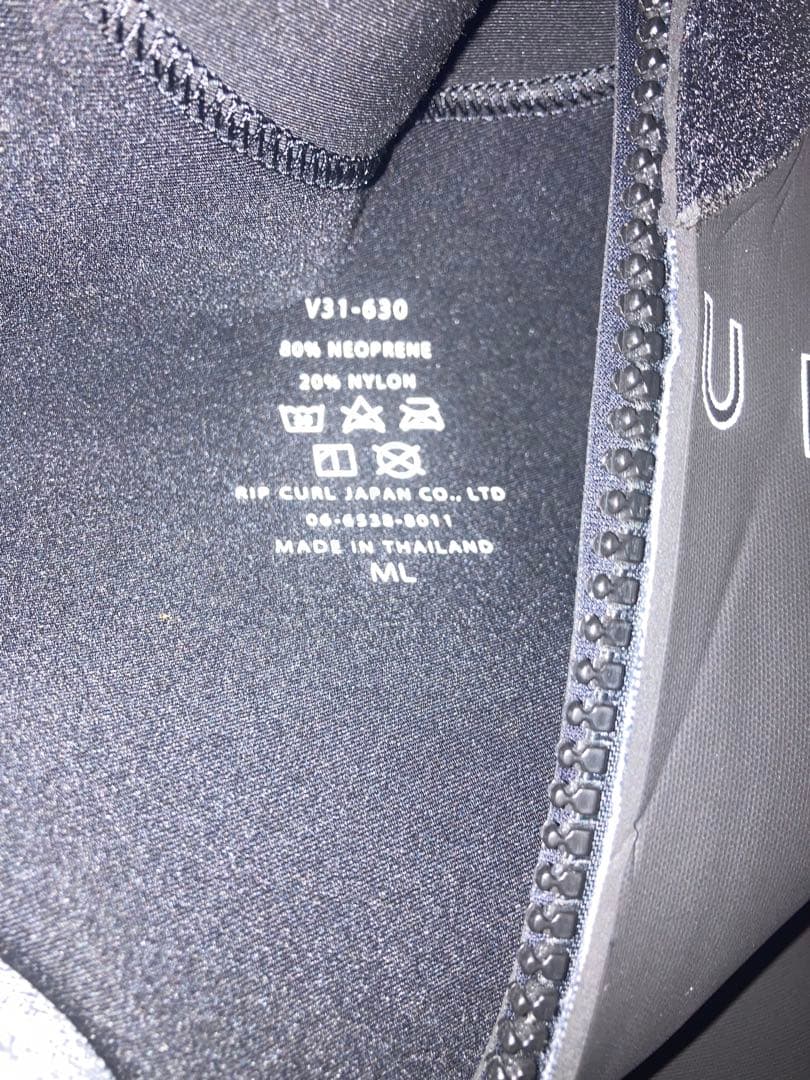 V31-630
80% NEOPRENE
20% NYLON
RIP CURL JAPAN CO., LTD
06-6538-8011
MADE IN THAILAND
ML
U